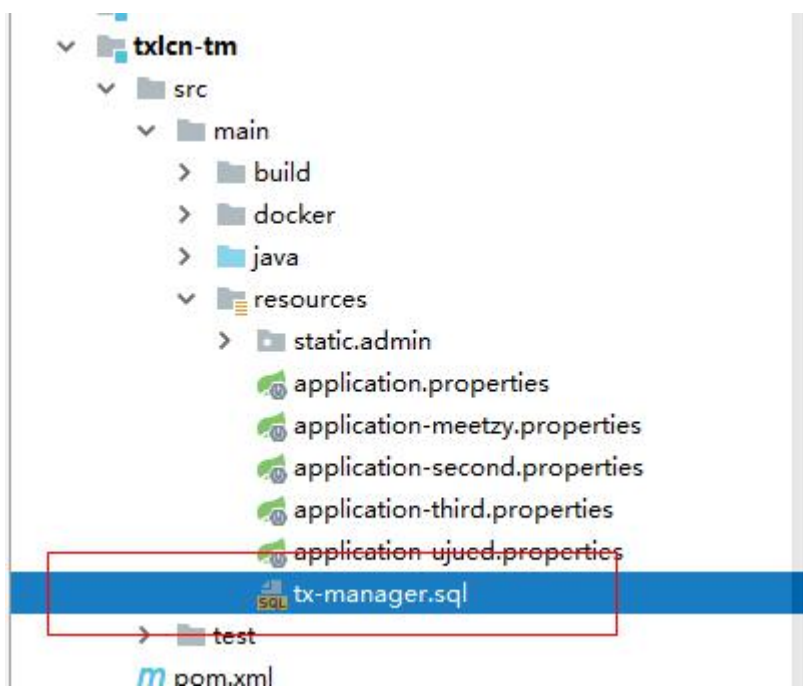 txlcn-tm
src
main
build
docker
java
resources
static.admin
application.properties
application-meetzy.properties
application-second.properties
application-third.properties
application-ujued.properties
SQL tx-manager.sql
test
m pom.xml